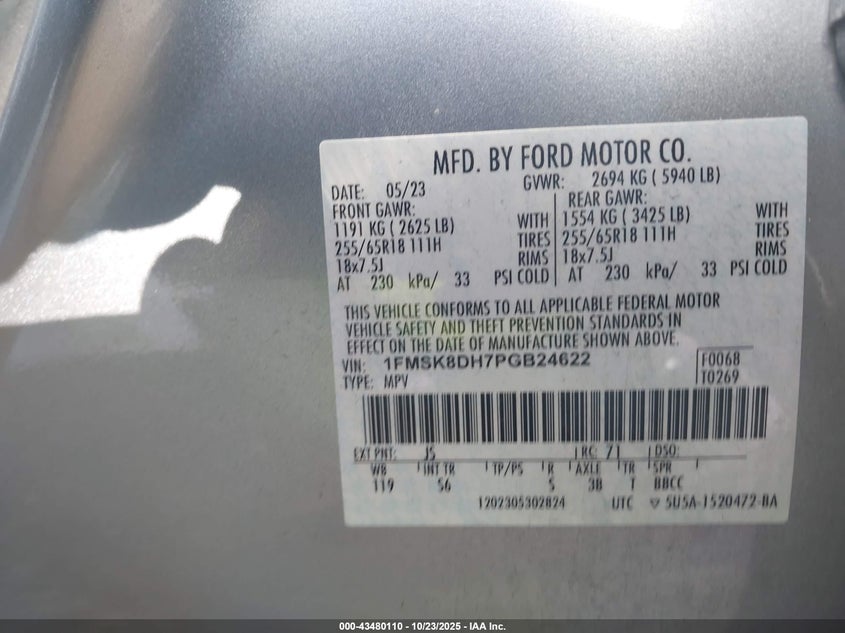 MFD. BY FORD MOTOR CO.
DATE: 05/23 GVWR: 2694 KG ( 5940 LB)
FRONT GAWR: REAR GAWR:
1191 KG ( 2625 LB) WITH 1554 KG ( 3425 LB) WITH
255/65R18 111H TIRES 255/65R18 111H TIRES
18x7.5J RIMS 18x7.5J RIMS
AT 230 kPa/ 33 PSI COLD AT 230 kPa/ 33 PSI COLD
THIS VEHICLE CONFORMS TO ALL APPLICABLE FEDERAL MOTOR
VEHICLE SAFETY AND THEFT PREVENTION STANDARDS IN
EFFECT ON THE DATE OF MANUFACTURE SHOWN ABOVE.
VIN: 1FMSK8DH7PGB24622 F0068
TYPE: MPV T0269
EXT PNT: JS RC: 71 DSO:
WB INT TR TP/PS R AXLE TR SPR
119 S6 5 3B T BBCC
1202305302824 UTC ▽ 5U5A-1520472-BA
000-43480110 - 10/23/2025 - IAA Inc.